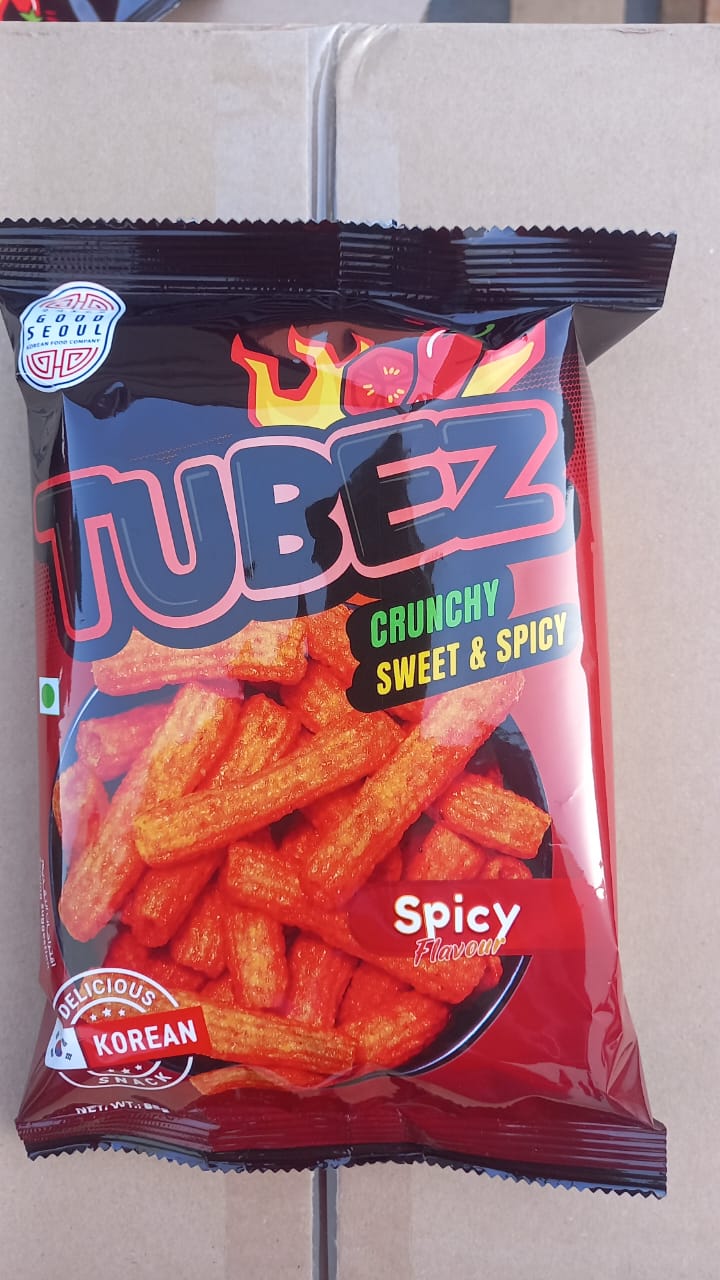 GOOD
SEOUL
KOREAN FOOD COMPANY
TUBEZ
CRUNCHY
SWEET & SPICY
Spicy
Flavour
DELICIOUS
KOREAN
SNACK
NET. WT.: